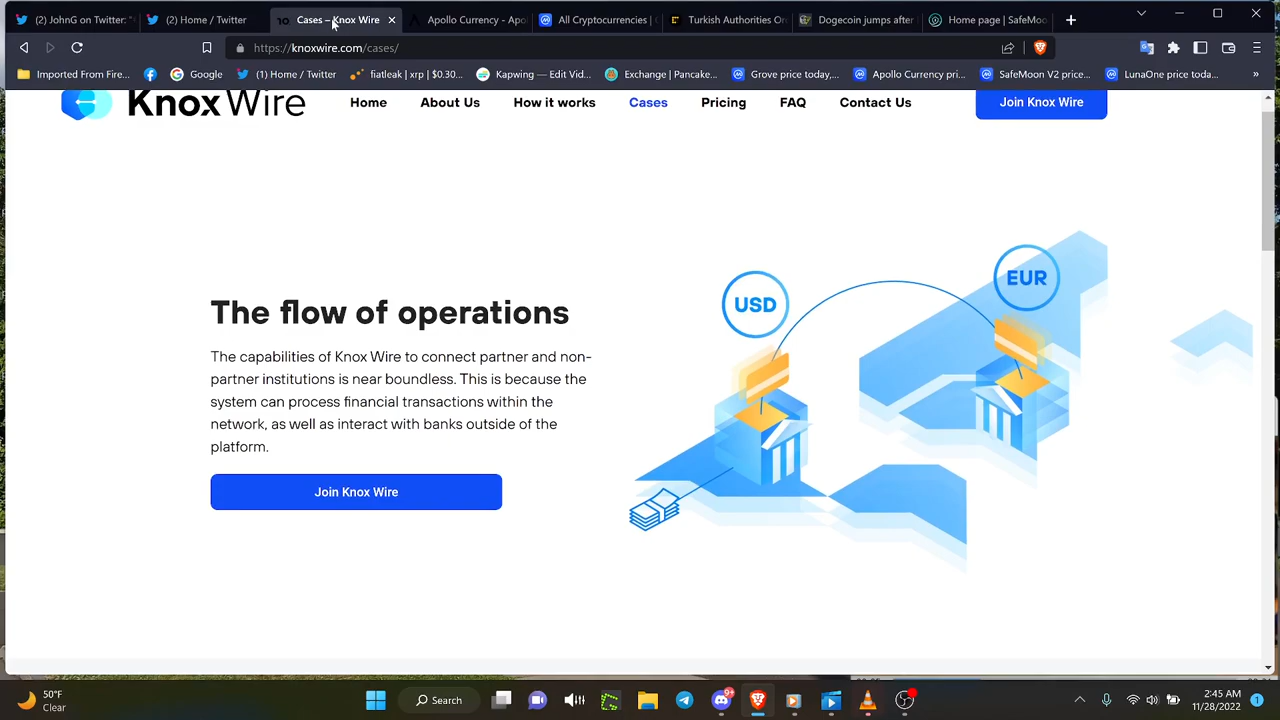 (2) JohnG on Twitter: "
(2) Home / Twitter
Cases – Knox Wire
Apollo Currency - Apo
All Cryptocurrencies |
Turkish Authorities Or
Dogecoin jumps after
Home page | SafeMoo
https://knoxwire.com/cases/
Imported From Fire...
Google
(1) Home / Twitter
fiatleak | xrp | $0.30...
Kapwing — Edit Vid...
Exchange | Pancake...
Grove price today,...
Apollo Currency pri...
SafeMoon V2 price...
LunaOne price toda...
»
Knox Wire
Home
About Us
How it works
Cases
Pricing
FAQ
Contact Us
Join Knox Wire
The flow of operations
The capabilities of Knox Wire to connect partner and non-
partner institutions is near boundless. This is because the
system can process financial transactions within the
network, as well as interact with banks outside of the
platform.
Join Knox Wire
USD
EUR
50°F
Clear
Search
9+
2:45 AM
11/28/2022
1